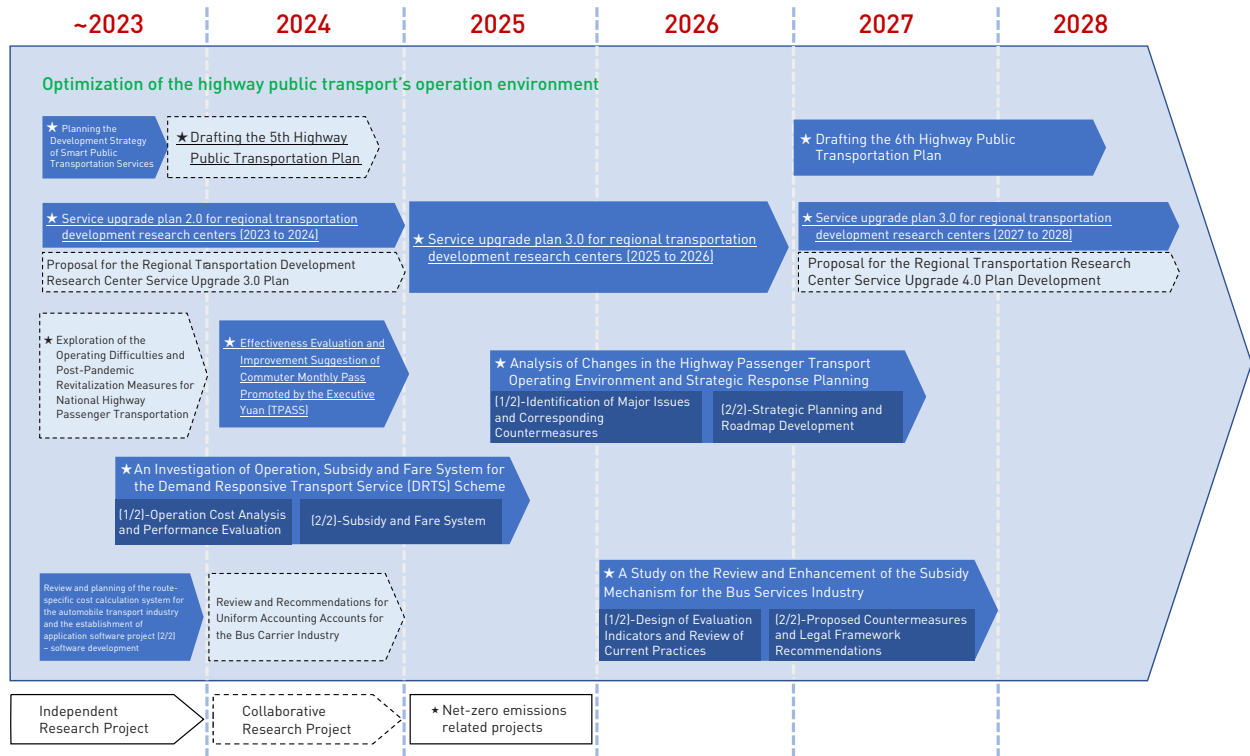 ~2023
2024
2025
2026
2027
2028
Optimization of the highway public transport's operation environment
★ Planning the
Development Strategy
of Smart Public
Transportation Services
★ Drafting the 5th Highway
Public Transportation Plan
★ Drafting the 6th Highway Public
Transportation Plan
★ Service upgrade plan 2.0 for regional transportation
development research centers (2023 to 2024)
Proposal for the Regional Transportation Development
Research Center Service Upgrade 3.0 Plan
★ Service upgrade plan 3.0 for regional transportation
development research centers (2025 to 2026)
★ Service upgrade plan 3.0 for regional transportation
development research centers (2027 to 2028)
Proposal for the Regional Transportation Research
Center Service Upgrade 4.0 Plan Development
★ Exploration of the
Operating Difficulties and
Post-Pandemic
Revitalization Measures for
National Highway
Passenger Transportation
★ Effectiveness Evaluation and
Improvement Suggestion of
Commuter Monthly Pass
Promoted by the Executive
Yuan (TPASS)
★ Analysis of Changes in the Highway Passenger Transport
Operating Environment and Strategic Response Planning
(1/2)-Identification of Major Issues
and Corresponding
Countermeasures
(2/2)-Strategic Planning and
Roadmap Development
★ An Investigation of Operation, Subsidy and Fare System for
the Demand Responsive Transport Service (DRTS) Scheme
(1/2)-Operation Cost Analysis
and Performance Evaluation
(2/2)-Subsidy and Fare System
Review and planning of the route-
specific cost calculation system for
the automobile transport industry
and the establishment of
application software project (2/2)
– software development
Review and Recommendations for
Uniform Accounting Accounts for
the Bus Carrier Industry
★ A Study on the Review and Enhancement of the Subsidy
Mechanism for the Bus Services Industry
(1/2)-Design of Evaluation
Indicators and Review of
Current Practices
(2/2)-Proposed Countermeasures
and Legal Framework
Recommendations
Independent
Research Project
Collaborative
Research Project
★ Net-zero emissions
related projects